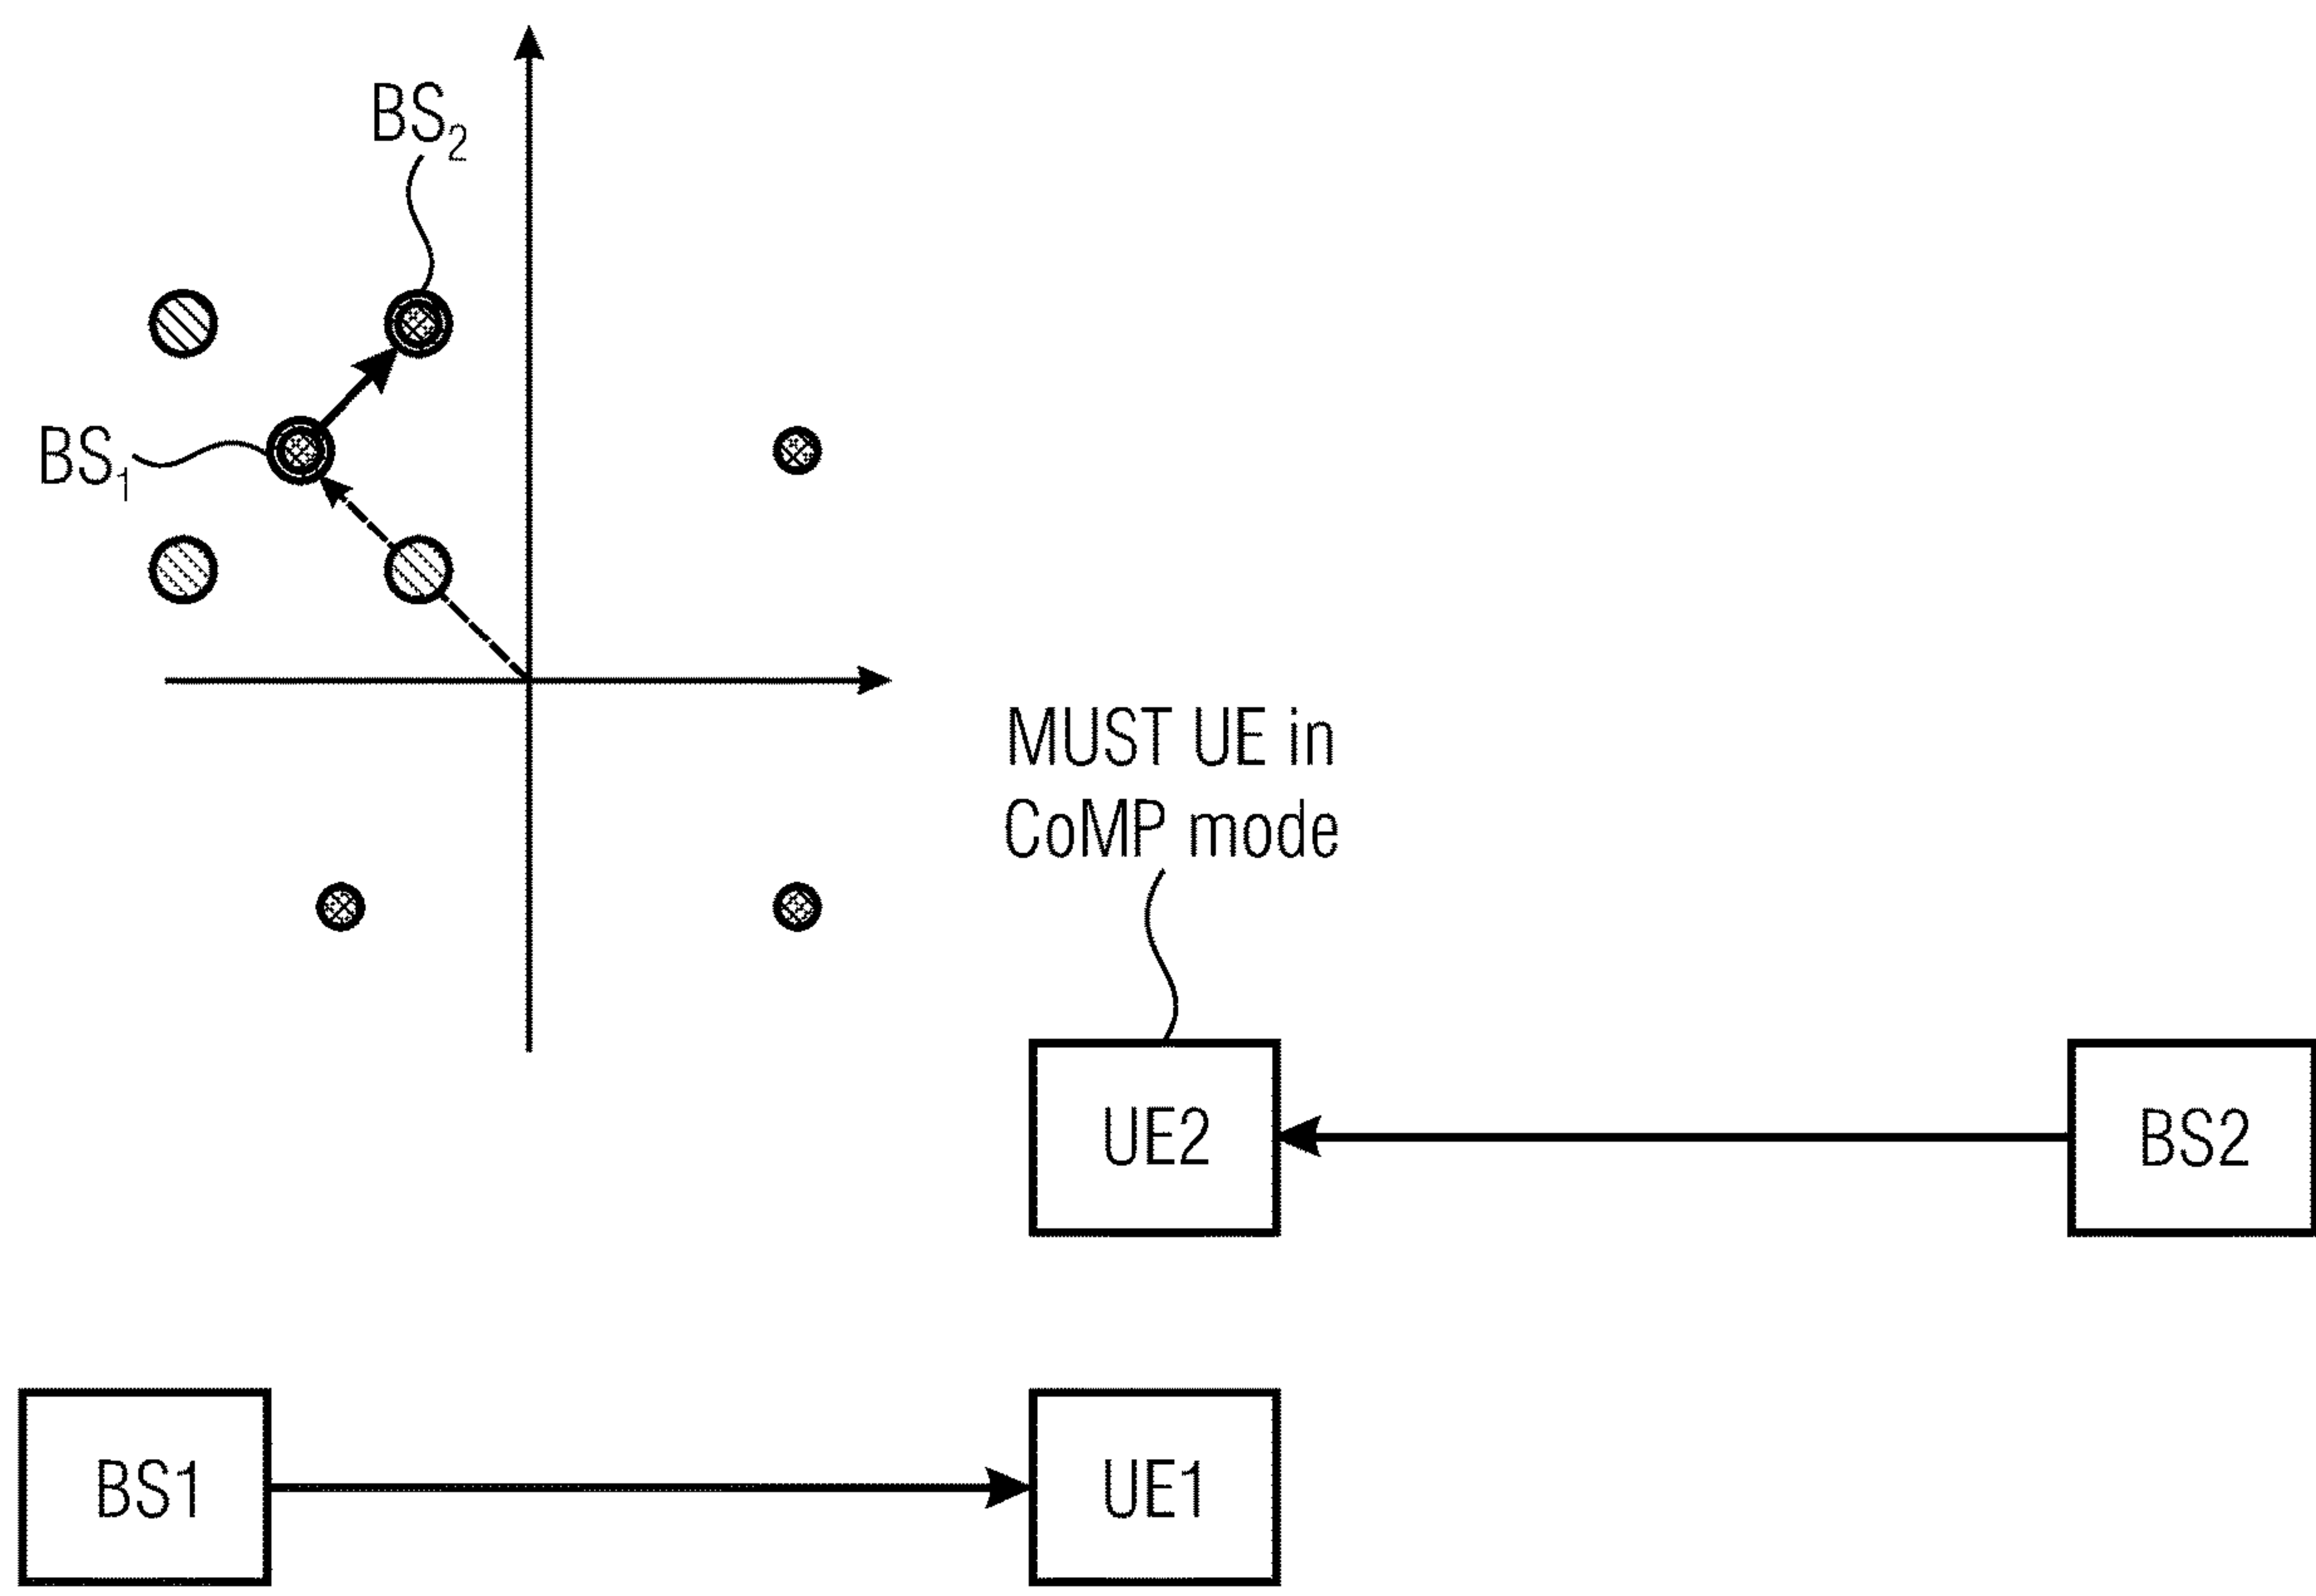 BS₂
BS₁
MUST UE in
CoMP mode
UE2
BS2
BS1
UE1